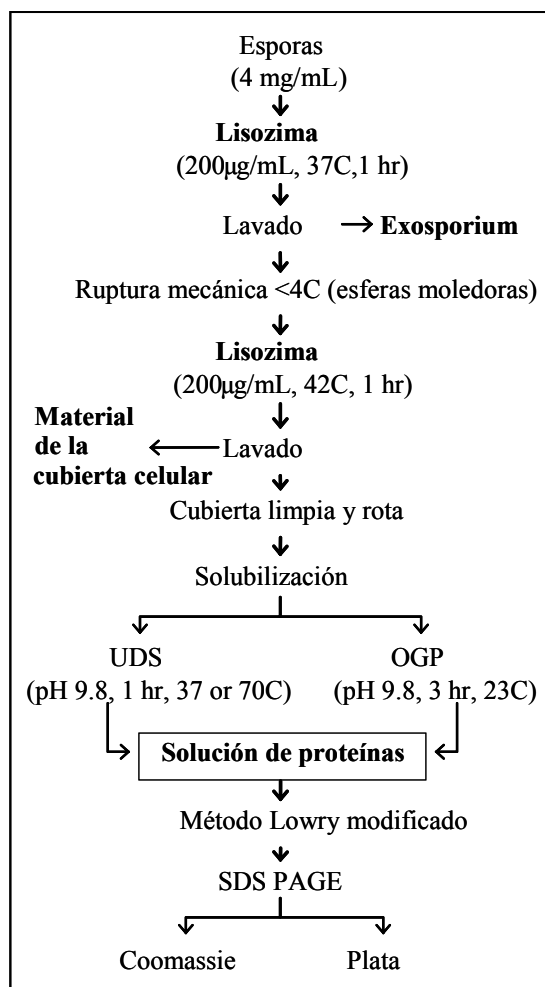 Esporas
(4 mg/mL)
Lisozima
(200µg/mL, 37C,1 hr)
Lavado
Exosporium
Ruptura mecánica <4C (esferas moledoras)
Lisozima
(200µg/mL, 42C, 1 hr)
Material
de la
cubierta celular
Lavado
Cubierta limpia y rota
Solubilización
UDS
(pH 9.8, 1 hr, 37 or 70C)
OGP
(pH 9.8, 3 hr, 23C)
Solución de proteínas
Método Lowry modificado
SDS PAGE
Coomassie
Plata